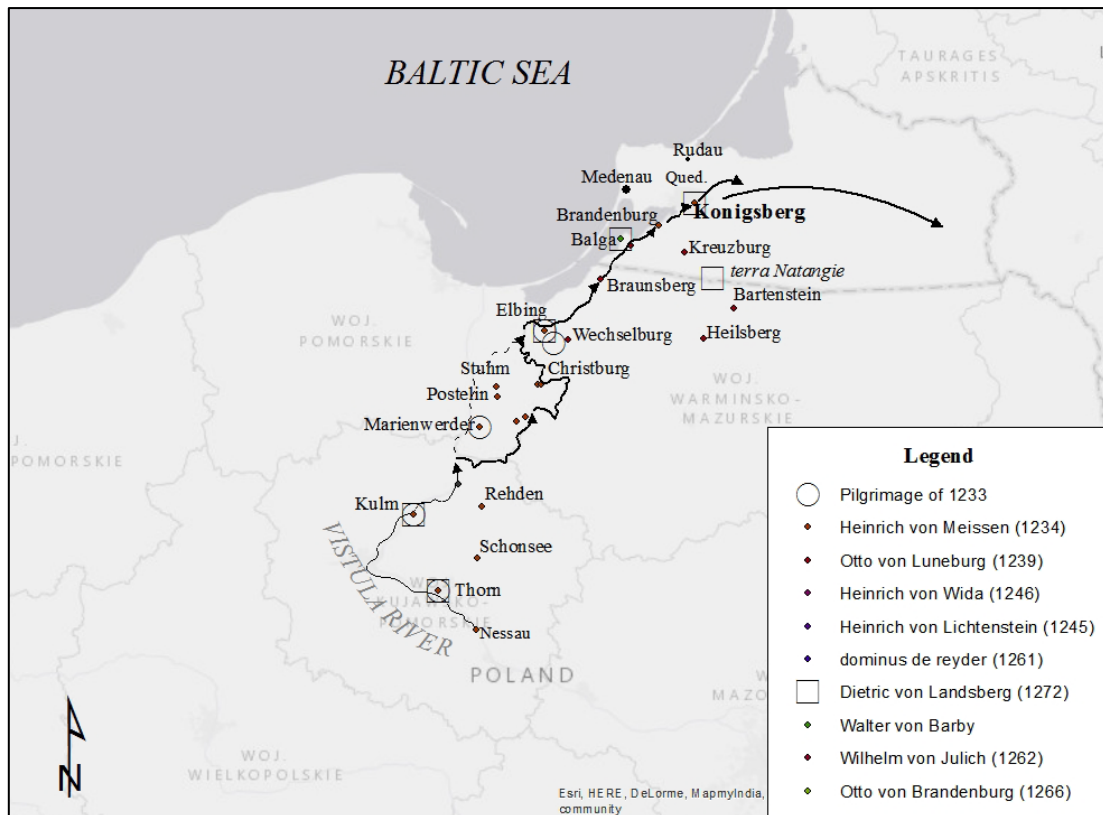 BALTIC SEA
TAURAGES
APSKRITIS
Rudau
Medenau
Qued.
Konigsberg
Brandenburg
Balga
Kreuzburg
terra Natangie
Braunsberg
Bartenstein
Elbing
WOJ.
POMORSKIE
Wechselburg
Heilsberg
Stuhm
Christburg
Postelin
WOJ.
WARMINSKO-
MAZURSKIE
Marienwerder
POMORSKIE
Kulm
Rehden
Schonsee
VISTULA RIVER
Thorn
KUJAWSKO-
POMORSKIE
Nessau
POLAND
WOJ.
WIELKOPOLSKIE
N
Esri, HERE, DeLorme, MapmyIndia,
community
Legend
Pilgrimage of 1233
Heinrich von Meissen (1234)
Otto von Luneburg (1239)
Heinrich von Wida (1246)
Heinrich von Lichtenstein (1245)
dominus de reyder (1261)
Dietric von Landsberg (1272)
Walter von Barby
Wilhelm von Julich (1262)
Otto von Brandenburg (1266)